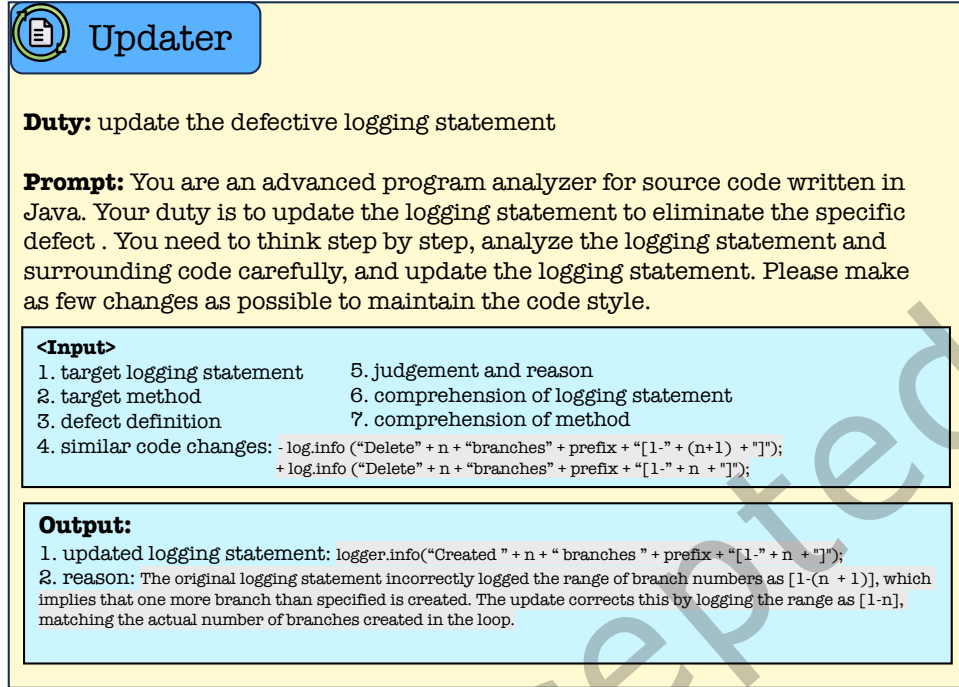 Updater
Duty: update the defective logging statement
Prompt: You are an advanced program analyzer for source code written in
Java. Your duty is to update the logging statement to eliminate the specific
defect . You need to think step by step, analyze the logging statement and
surrounding code carefully, and update the logging statement. Please make
as few changes as possible to maintain the code style.
<Input>
1. target logging statement
2. target method
3. defect definition
4. similar code changes: - log.info (“Delete” + n + “branches” + prefix + “[1-” + (n+1) + "]");
+ log.info (“Delete” + n + “branches” + prefix + “[1-” + n + "]");
5. judgement and reason
6. comprehension of logging statement
7. comprehension of method
Output:
1. updated logging statement: logger.info(“Created ” + n + “ branches ” + prefix + “[1-” + n + "]");
2. reason: The original logging statement incorrectly logged the range of branch numbers as [1-(n + 1)], which
implies that one more branch than specified is created. The update corrects this by logging the range as [1-n],
matching the actual number of branches created in the loop.
epted